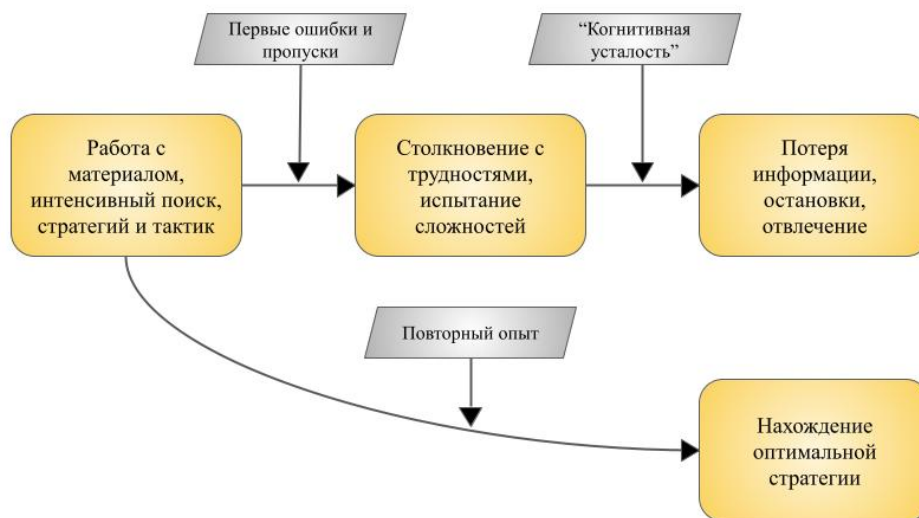 Первые ошибки и
пропуски
“Когнитивная
усталость”
Работа с
материалом,
интенсивный поиск,
стратегий и тактик
Столкновение с
трудностями,
испытание
сложностей
Потеря
информации,
остановки,
отвлечение
Повторный опыт
Нахождение
оптимальной
стратегии